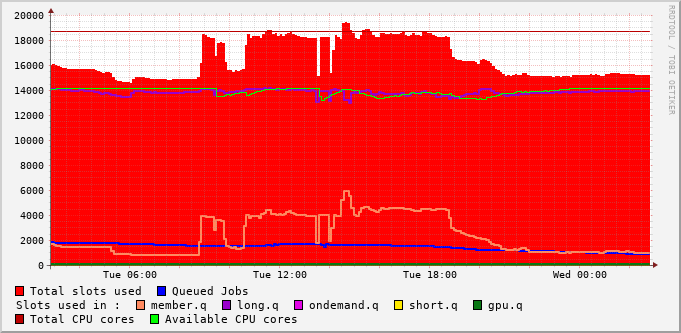 20000
18000
16000
14000
12000
10000
8000
6000
4000
2000
0
Tue 06:00 Tue 12:00 Tue 18:00 Wed 00:00
RRDTOOL / TOBI OETIKER
Total slots used Queued Jobs
Slots used in : member.q long.q ondemand.q short.q gpu.q
Total CPU cores Available CPU cores